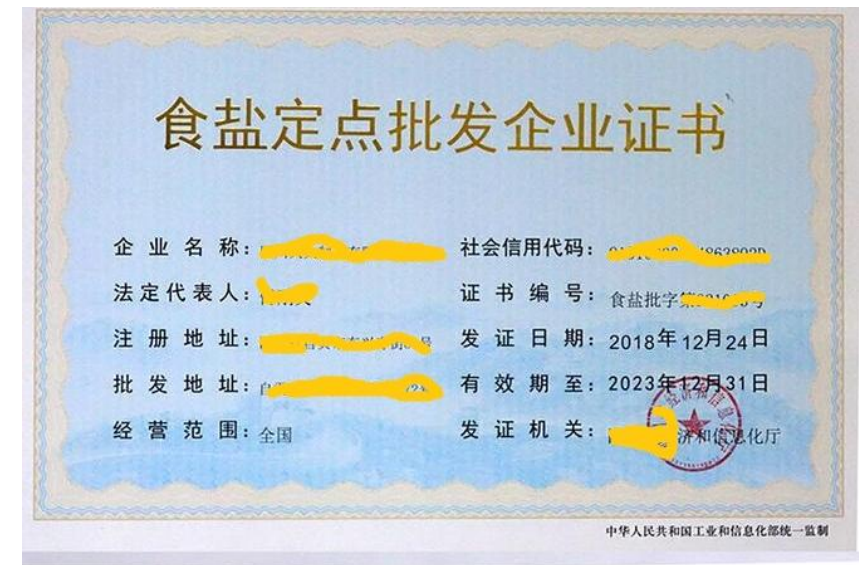 食盐定点批发企业证书
企业名称: 社会信用代码:
法定代表人: 证书编号: 食盐批字第
注册地址: 发证日期: 2018年12月24日
批发地址: 有效期至: 2023年12月31日
经营范围: 全国 发证机关: 济和信息化厅
中华人民共和国工业和信息化部统一监制